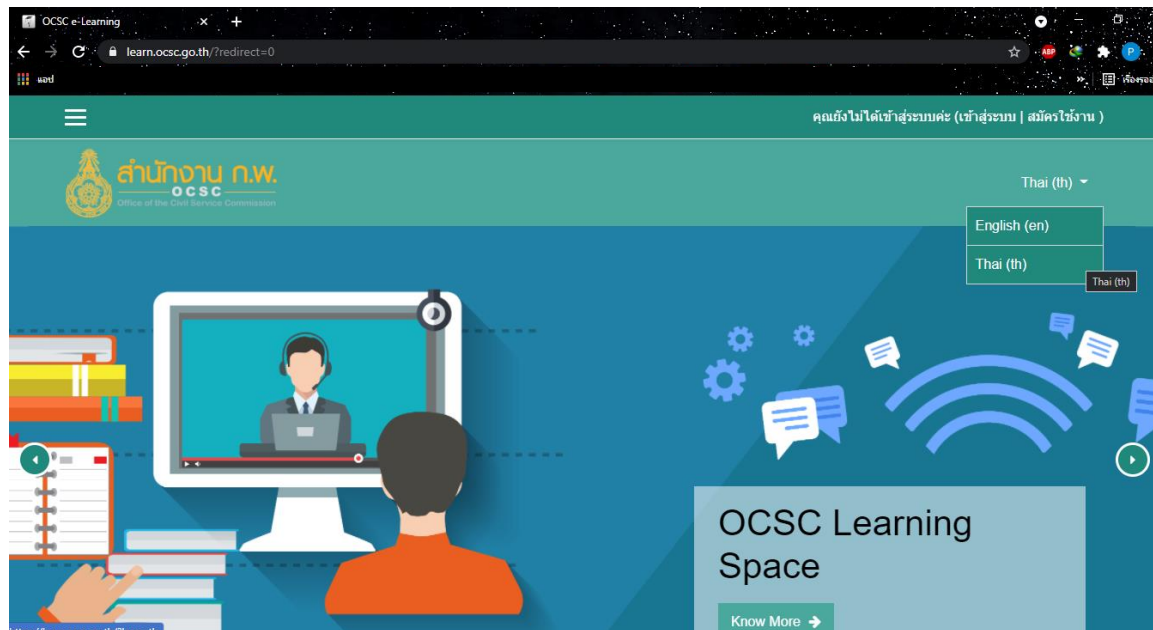 OCSC e-Learning
learn.ocsc.go.th/?redirect=0
ABP
P
แอป
คุณยังไม่ได้เข้าสู่ระบบค่ะ (เข้าสู่ระบบ | สมัครใช้งาน )
สำนักงาน ก.พ.
OCSC
Office of the Civil Service Commission
Thai (th)
English (en)
Thai (th)
Thai (th)
OCSC Learning
Space
Know More